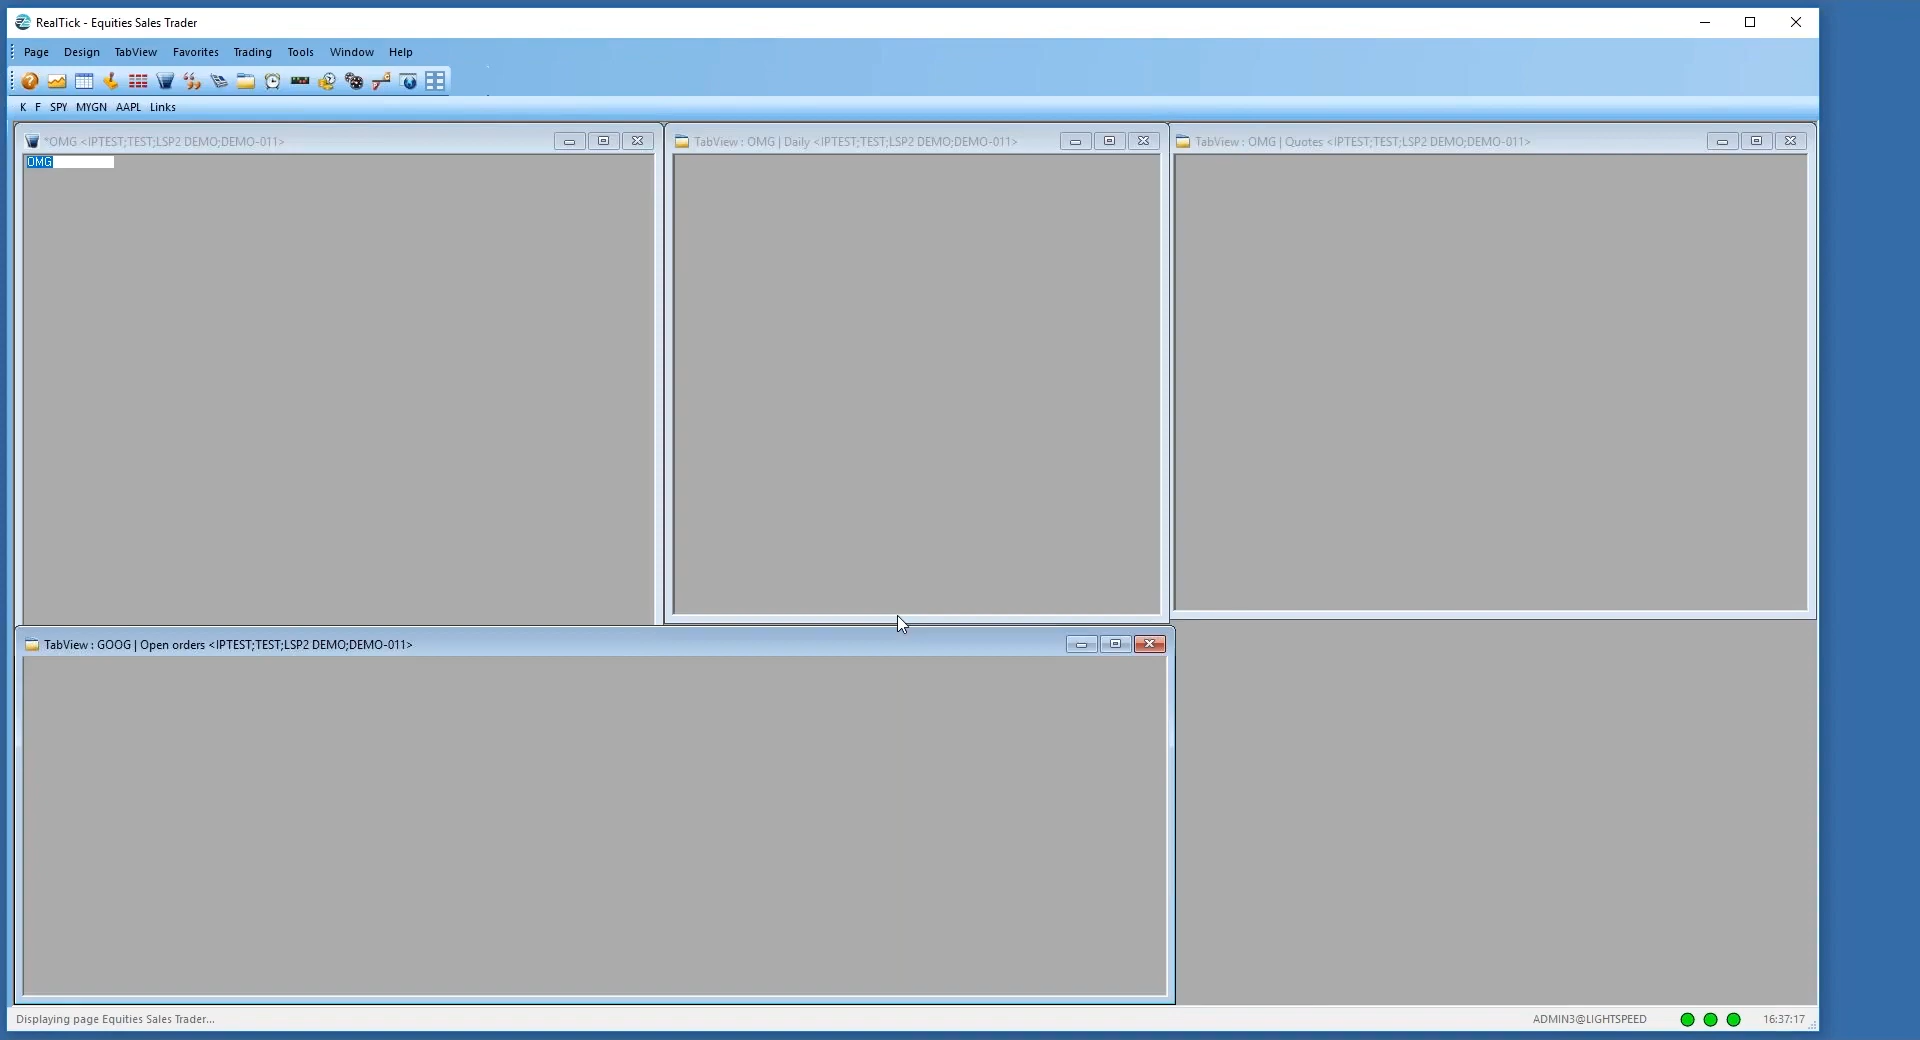 RealTick - Equities Sales Trader
Page Design TabView Favorites Trading Tools Window Help
K F SPY MYGN AAPL Links
*OMG <IPTEST;TEST;LSP2 DEMO;DEMO-011>
OMG
TabView : OMG | Daily <IPTEST;TEST;LSP2 DEMO;DEMO-011>
TabView : OMG | Quotes <IPTEST;TEST;LSP2 DEMO;DEMO-011>
TabView : GOOG | Open orders <IPTEST;TEST;LSP2 DEMO;DEMO-011>
Displaying page Equities Sales Trader...
ADMIN3@LIGHTSPEED
16:37:17